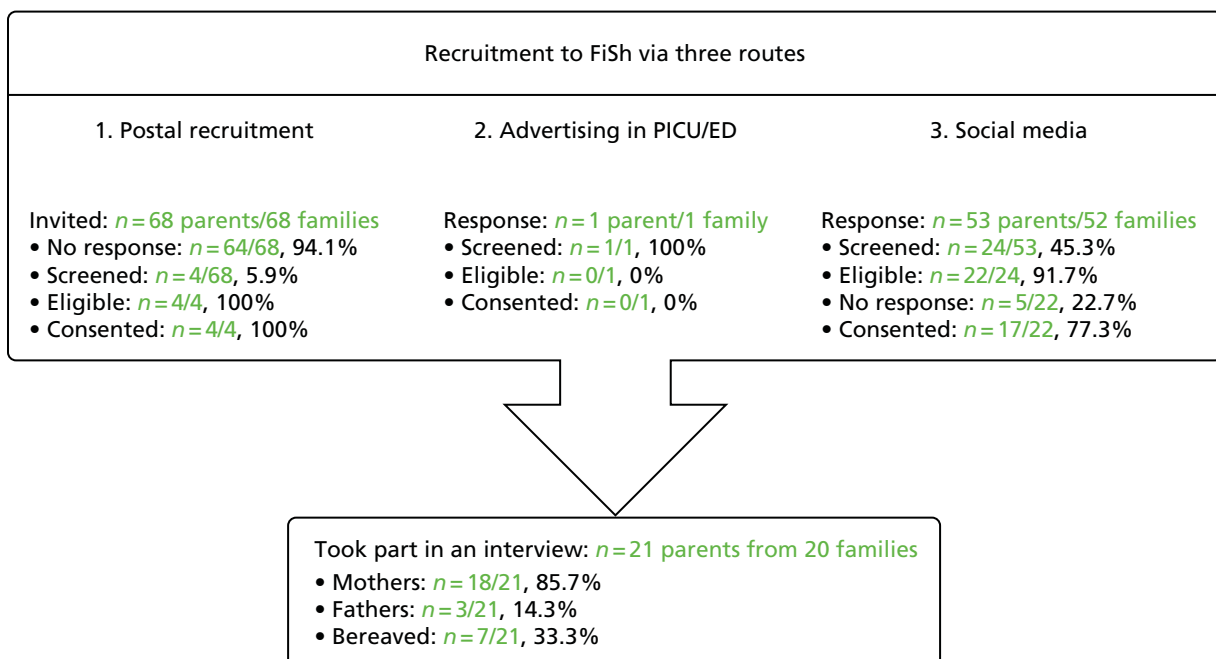 Recruitment to FiSh via three routes
1. Postal recruitment
Invited: n=68 parents/68 families
• No response: n=64/68, 94.1%
• Screened: n=4/68, 5.9%
• Eligible: n=4/4, 100%
• Consented: n=4/4, 100%
2. Advertising in PICU/ED
Response: n=1 parent/1 family
• Screened: n=1/1, 100%
• Eligible: n=0/1, 0%
• Consented: n=0/1, 0%
3. Social media
Response: n=53 parents/52 families
• Screened: n=24/53, 45.3%
• Eligible: n=22/24, 91.7%
• No response: n=5/22, 22.7%
• Consented: n=17/22, 77.3%
Took part in an interview: n=21 parents from 20 families
• Mothers: n=18/21, 85.7%
• Fathers: n=3/21, 14.3%
• Bereaved: n=7/21, 33.3%